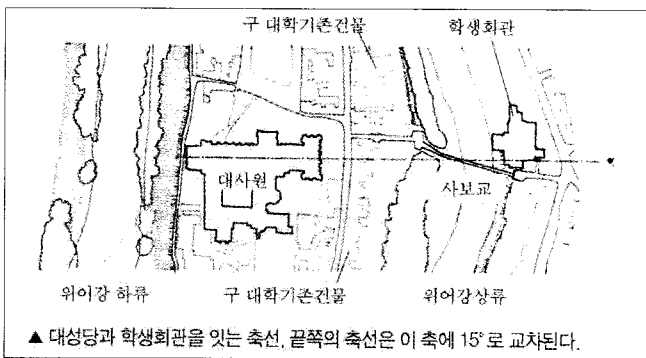 구 대학기존건물
학생회관
대사원
사보교
위어강 하류
구 대학기존건물
위어강상류
▲ 대성당과 학생회관을 잇는 축선, 끝쪽의 축선은 이 축에 15°로 교차된다.